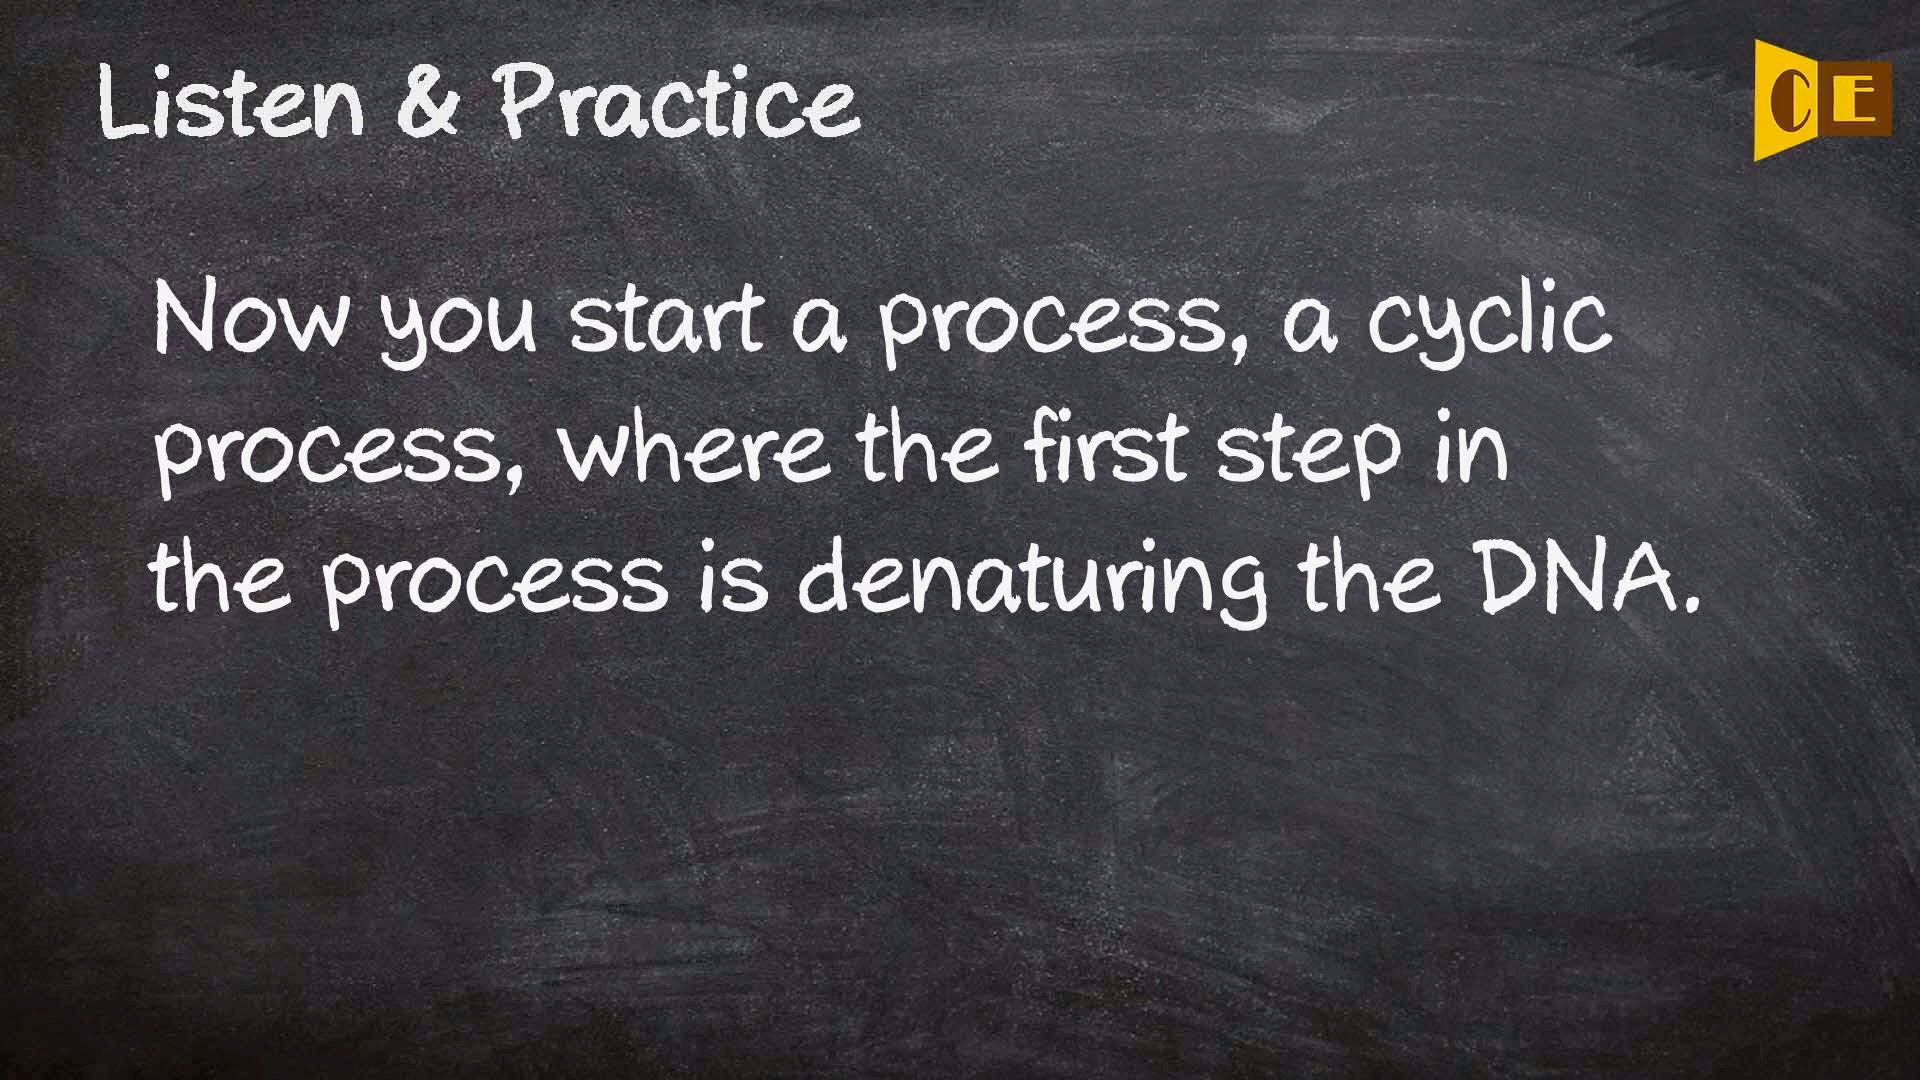 Listen & Practice
CE
Now you start a process, a cyclic
process, where the first step in
the process is denaturing the DNA.